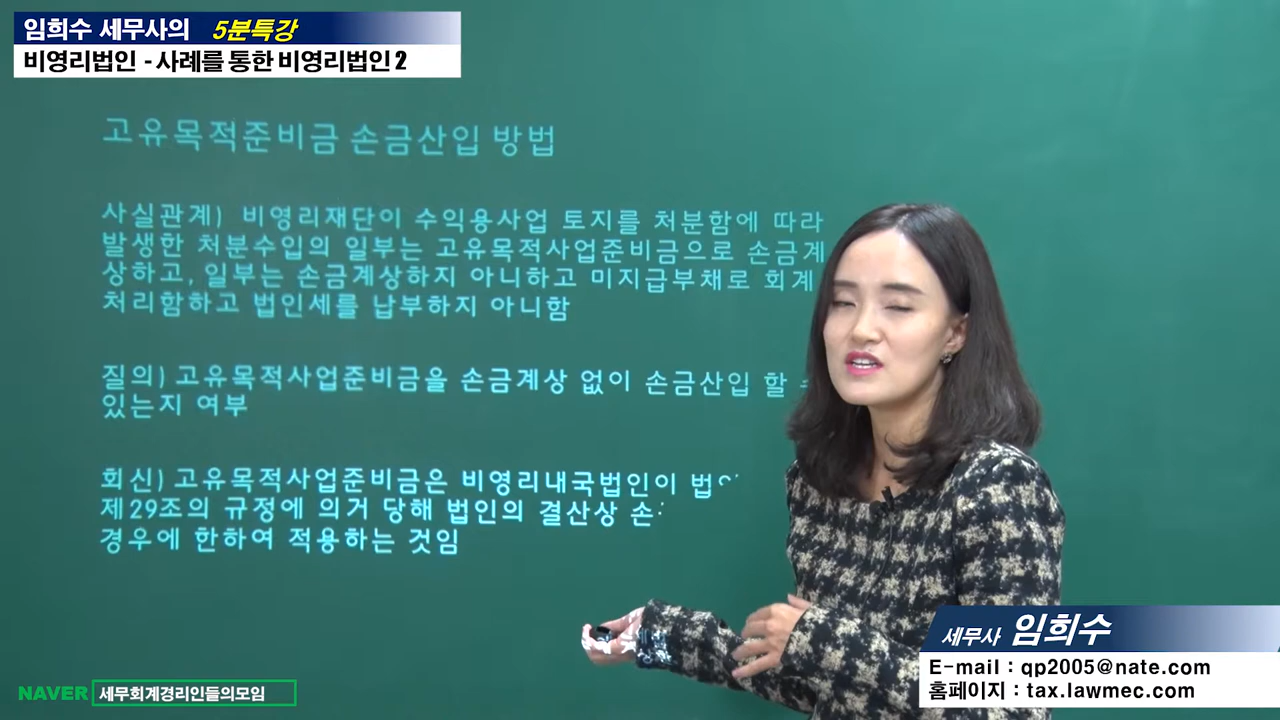 임희수 세무사의 5분특강
비영리법인 - 사례를 통한 비영리법인 2
고유목적준비금 손금산입 방법
사실관계) 비영리재단이 수익용사업 토지를 처분함에 따라
발생한 처분수입의 일부는 고유목적사업준비금으로 손금계
상하고, 일부는 손금계상하지 아니하고 미지급부채로 회계
처리함하고 법인세를 납부하지 아니함
질의) 고유목적사업준비금을 손금계상 없이 손금산입 할
있는지 여부
회신) 고유목적사업준비금은 비영리내국법인이
제29조의 규정에 의거 당해 법인의 결산상
경우에 한하여 적용하는 것임
세무사 임희수
E-mail : qp2005@nate.com
홈페이지 : tax.lawmec.com
NAVER 세무회계경리인들의모임